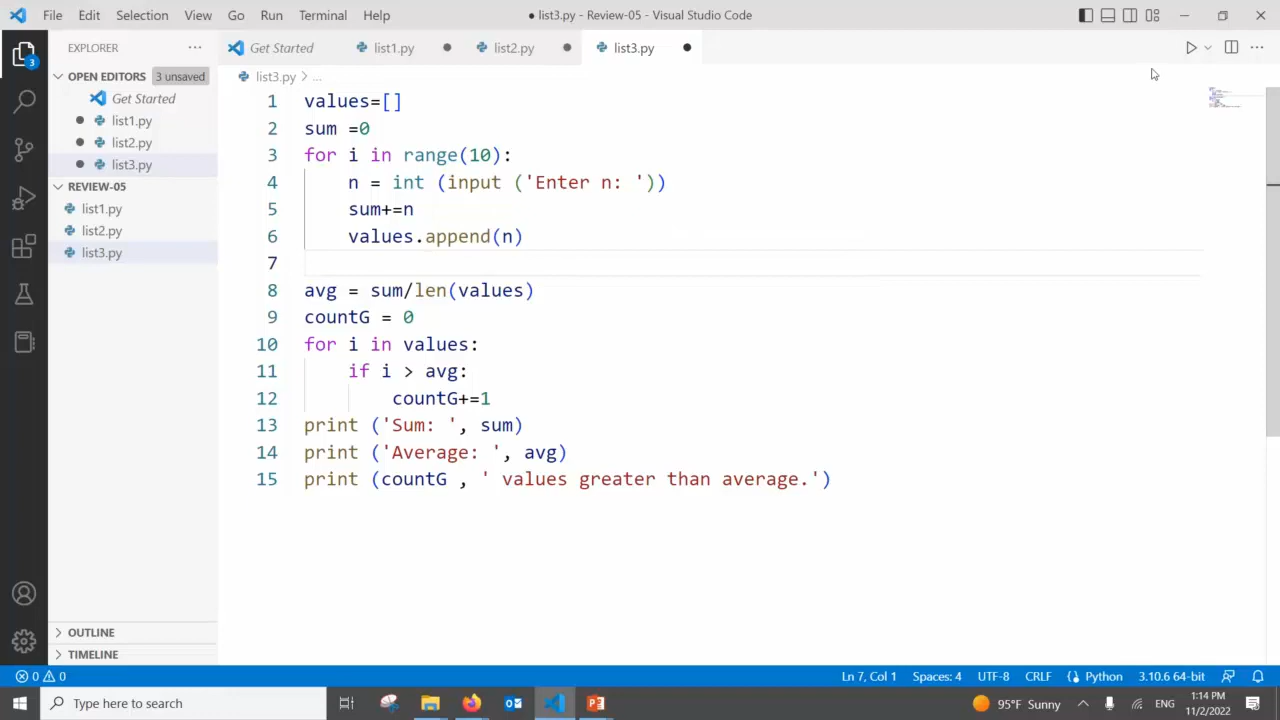 File Edit Selection View Go Run Terminal Help
● list3.py - Review-05 - Visual Studio Code
EXPLORER ···
Get Started list1.py list2.py list3.py
OPEN EDITORS 3 unsaved
Get Started
list1.py
list2.py
list3.py
REVIEW-05
list1.py
list2.py
list3.py
OUTLINE
TIMELINE
3
list3.py > ...
1 values=[]
2 sum =0
3 for i in range(10):
4 n = int (input ('Enter n: '))
5 sum+=n
6 values.append(n)
7
8 avg = sum/len(values)
9 countG = 0
10 for i in values:
11 if i > avg:
12 countG+=1
13 print ('Sum: ', sum)
14 print ('Average: ', avg)
15 print (countG , ' values greater than average.')
0 0 Ln 7, Col 1 Spaces: 4 UTF-8 CRLF Python 3.10.6 64-bit
Type here to search
95°F Sunny ENG
1:14 PM
11/2/2022